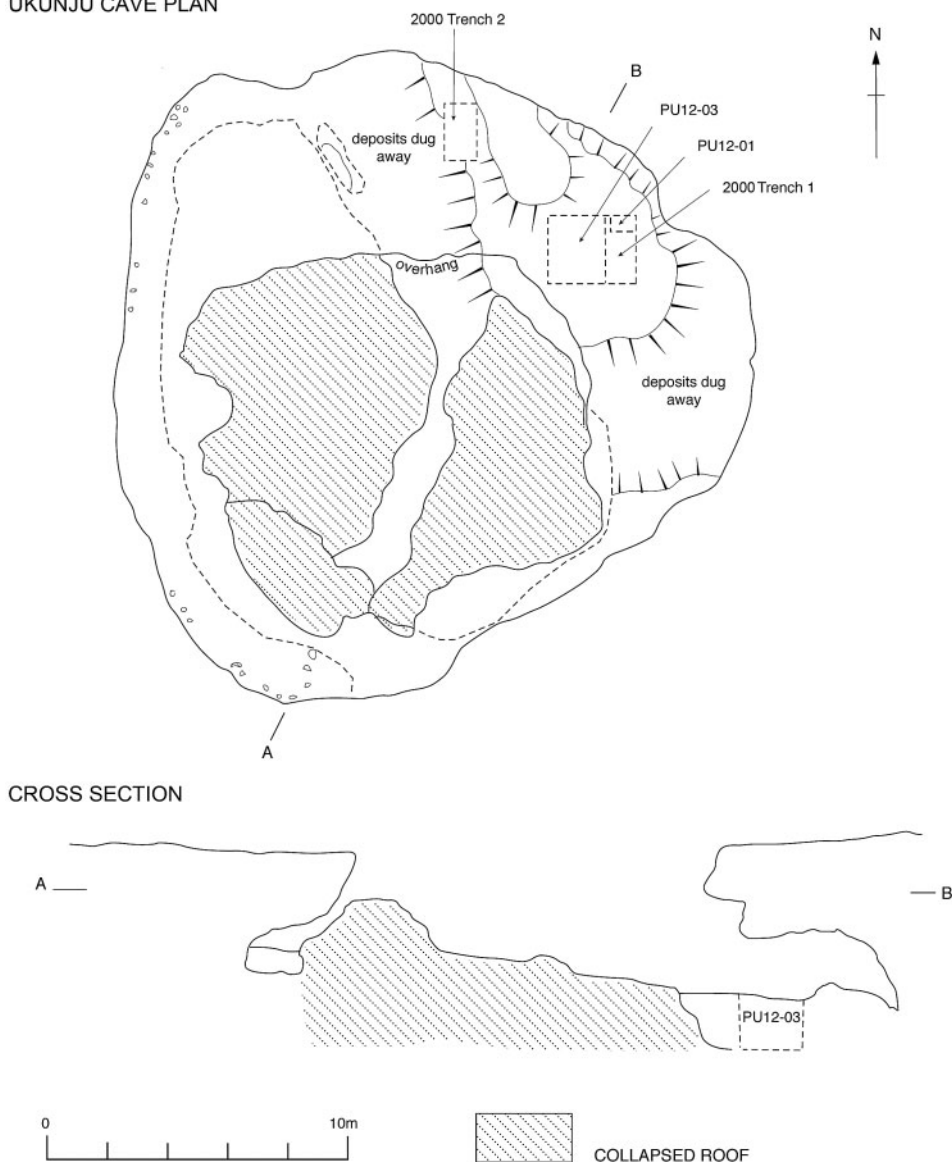 UKUNJU CAVE PLAN
2000 Trench 2
N
B
PU12-03
deposits dug
away
PU12-01
2000 Trench 1
overhang
deposits dug
away
A
CROSS SECTION
A
B
PU12-03
0
10m
COLLAPSED ROOF